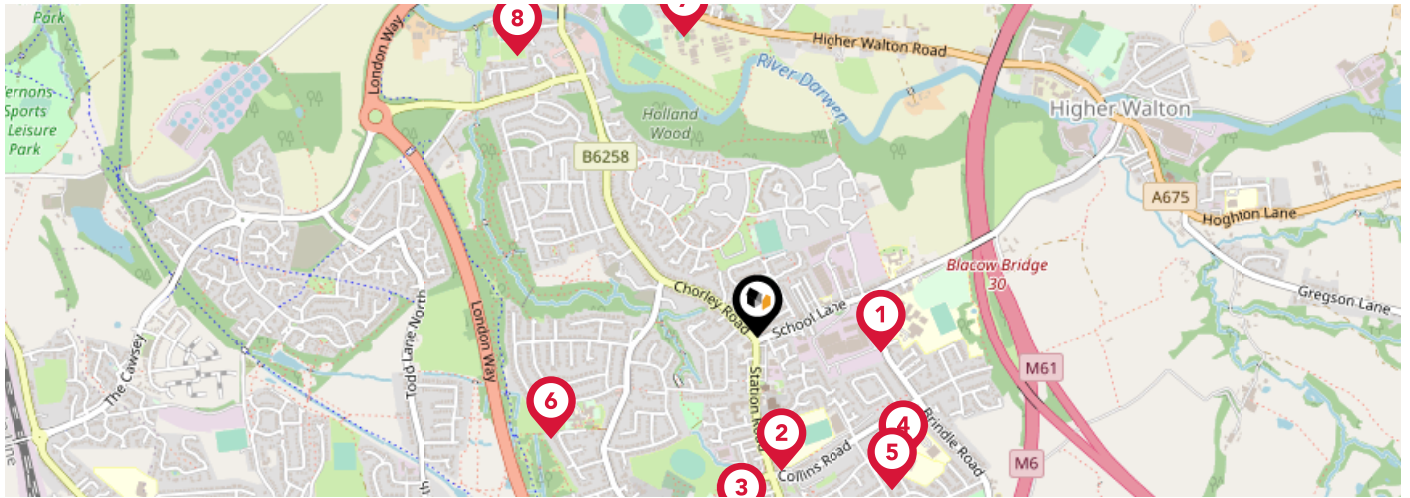 Park
8
7
London Way
Higher Walton Road
River Darwen
Sports
Leisure
Park
Holland
Wood
Higher Walton
B6258
A675
Hoghton Lane
Blacow Bridge
30
Gregson Lane
Chorley Road
School Lane
1
London Way
Todd Lane North
The Cawsey
M61
Station Road
6
2
4
5
Brindle Road
Collins Road
M6
3